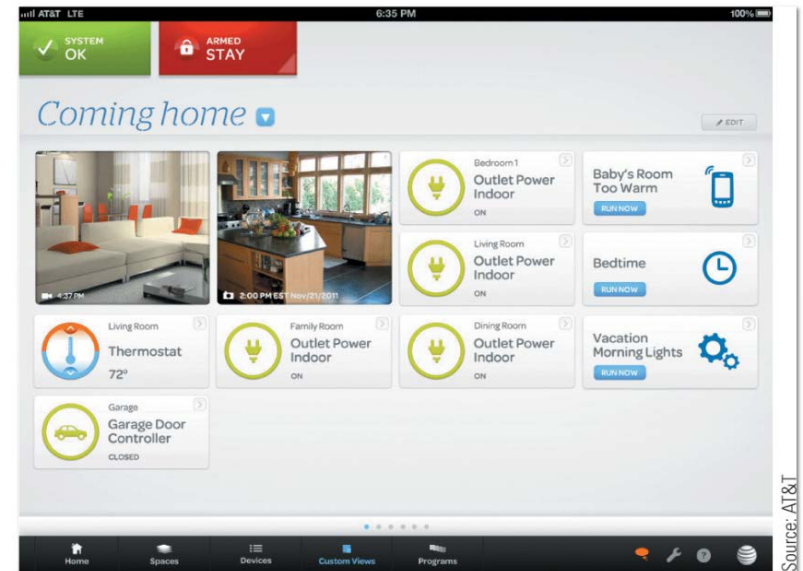 AT&T LTE
6:35 PM
100%
SYSTEM
OK
ARMED
STAY
Coming home
EDIT
4:37 PM
2:00 PM EST Nov/21/2011
Bedroom 1
Outlet Power
Indoor
ON
Baby's Room
Too Warm
RUN NOW
Living Room
Outlet Power
Indoor
ON
Bedtime
RUN NOW
Living Room
Thermostat
72°
Family Room
Outlet Power
Indoor
ON
Dining Room
Outlet Power
Indoor
ON
Vacation
Morning Lights
RUN NOW
Garage
Garage Door
Controller
CLOSED
Home
Spaces
Devices
Custom Views
Programs
?
Source: AT&T